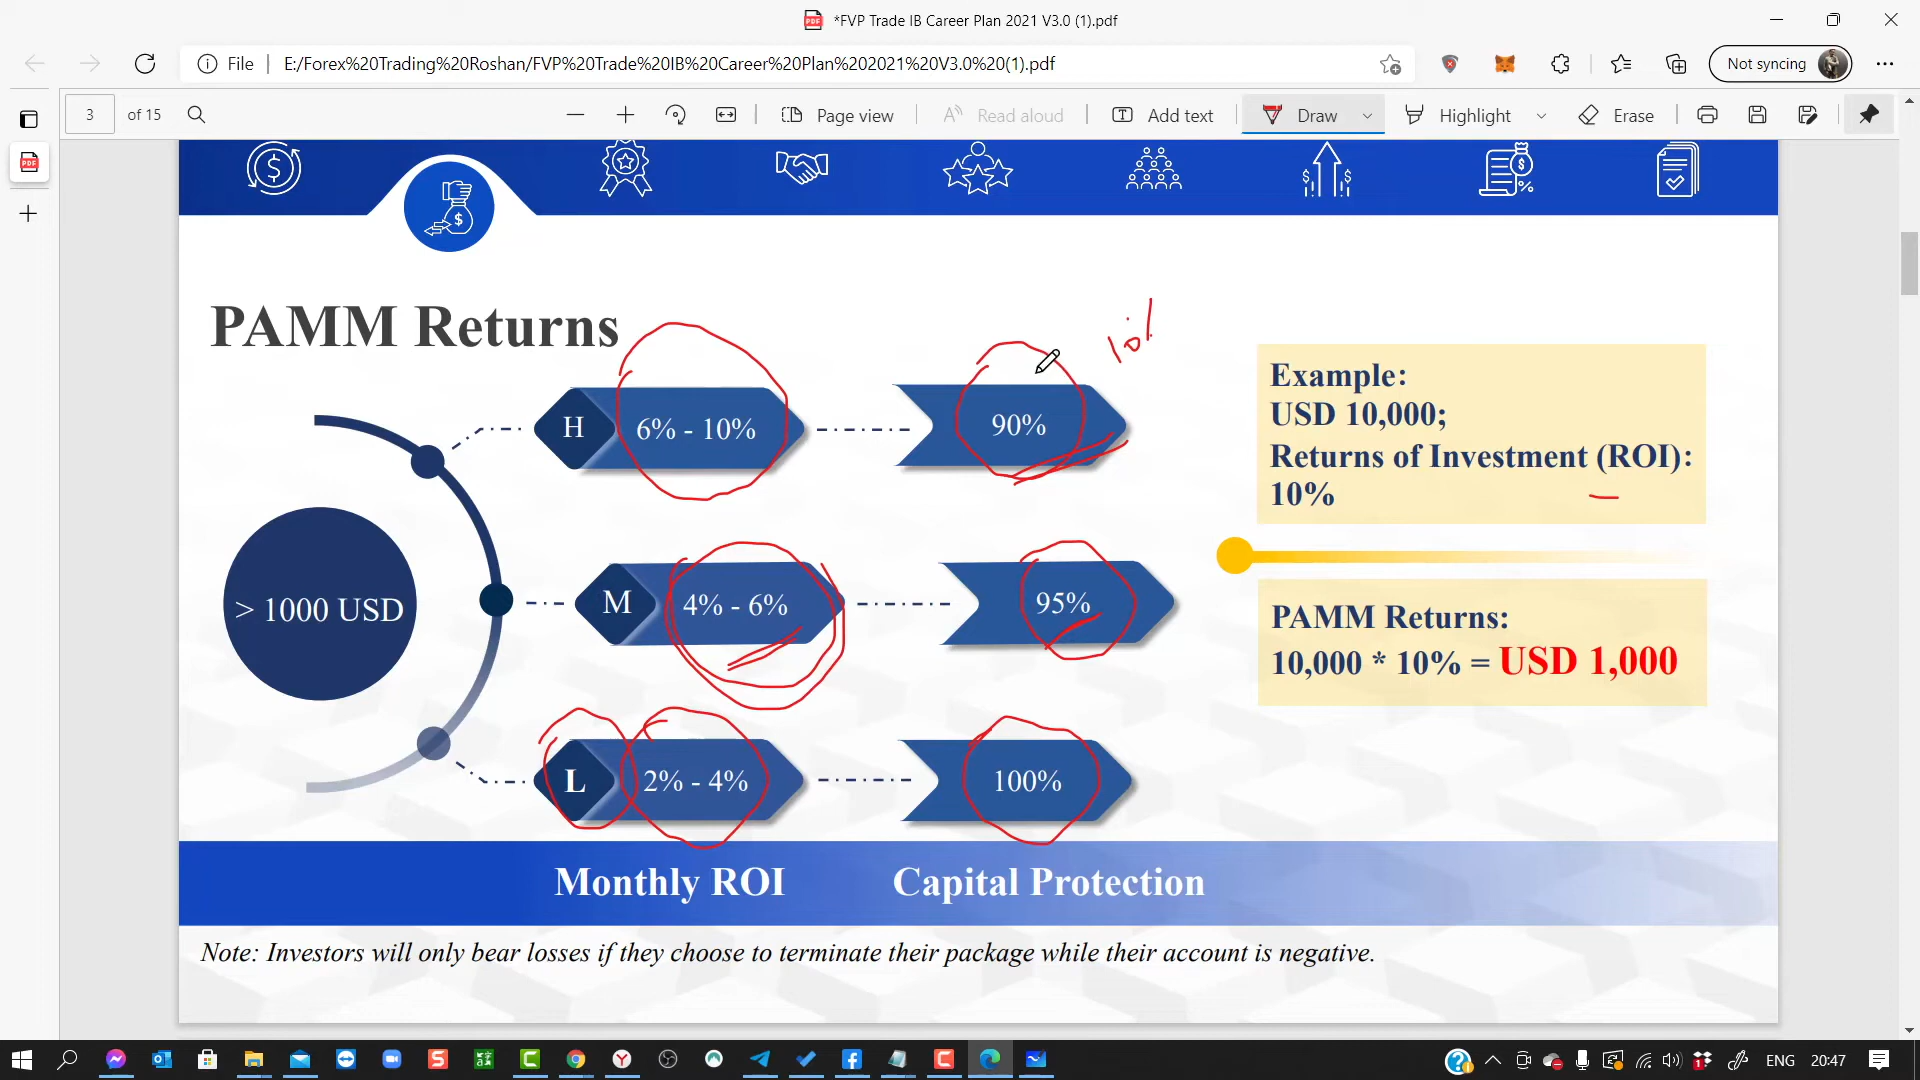 *FVP Trade IB Career Plan 2021 V3.0 (1).pdf
File
E:/Forex%20Trading%20Roshan/FVP%20Trade%20IB%20Career%20Plan%202021%20V3.0%20(1).pdf
Not syncing
3 of 15
Page view
Read aloud
Add text
Draw
Highlight
Erase
PAMM Returns
10%
H 6% - 10% 90%
> 1000 USD
M 4% - 6% 95%
L 2% - 4% 100%
Monthly ROI Capital Protection
Example:
USD 10,000;
Returns of Investment (ROI):
10%
PAMM Returns:
10,000 * 10% = USD 1,000
Note: Investors will only bear losses if they choose to terminate their package while their account is negative.
ENG 20:47